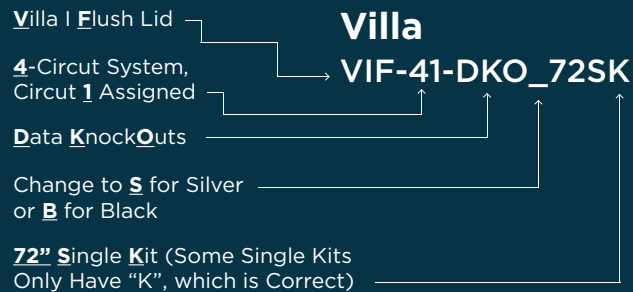 Villa I Flush Lid
Villa
VIF-41-DKO_72SK
4-Circut System,
Circut 1 Assigned
Data KnockOuts
Change to S for Silver
or B for Black
72” Single Kit (Some Single Kits
Only Have “K”, which is Correct)